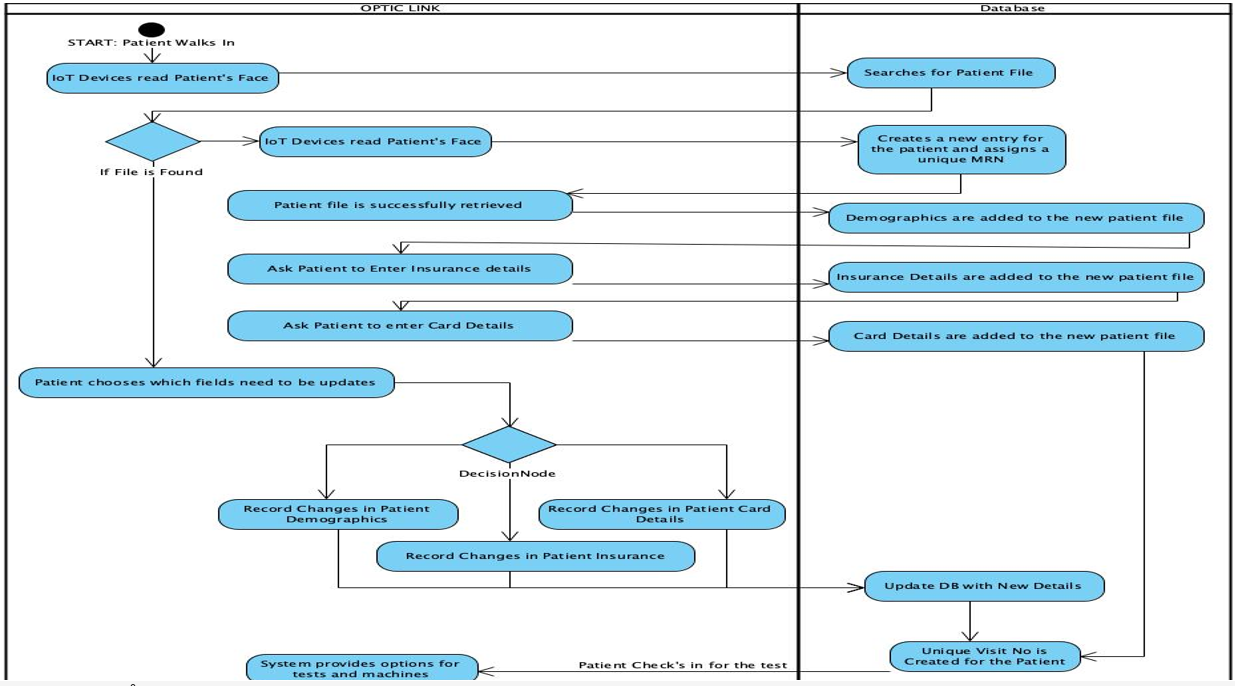 OPTIC LINK
Database
START: Patient Walks In
IoT Devices read Patient's Face
Searches for Patient File
IoT Devices read Patient's Face
Creates a new entry for
the patient and assigns a
unique MRN
If File is Found
Patient file is successfully retrieved
Demographics are added to the new patient file
Ask Patient to Enter Insurance details
Insurance Details are added to the new patient file
Ask Patient to enter Card Details
Card Details are added to the new patient file
Patient chooses which fields need to be updates
DecisionNode
Record Changes in Patient
Demographics
Record Changes in Patient Card
Details
Record Changes in Patient Insurance
Update DB with New Details
Unique Visit No is
Created for the Patient
Patient Check's in for the test
System provides options for
tests and machines